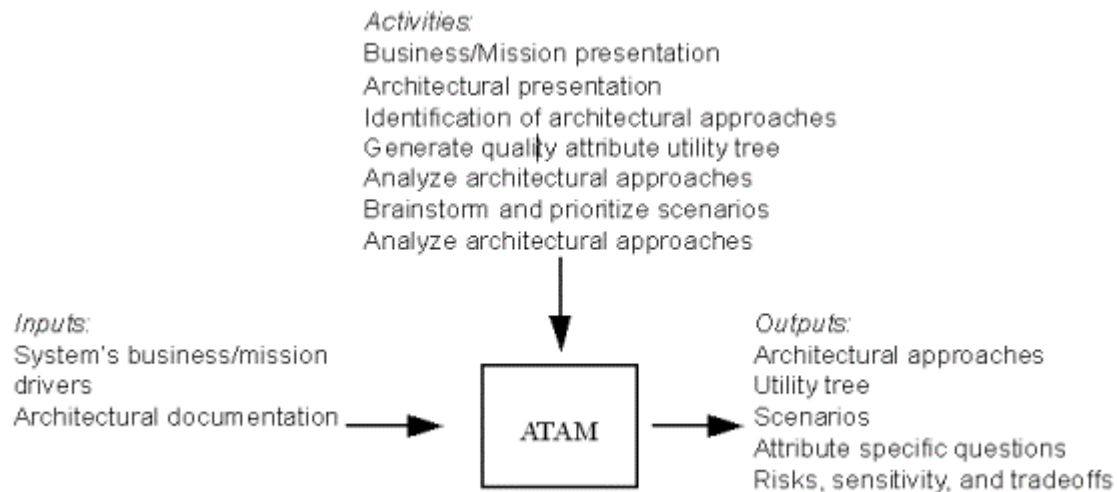 Activities:
Business/Mission presentation
Architectural presentation
Identification of architectural approaches
Generate quality attribute utility tree
Analyze architectural approaches
Brainstorm and prioritize scenarios
Analyze architectural approaches
Inputs:
System's business/mission
drivers
Architectural documentation
ATAM
Outputs:
Architectural approaches
Utility tree
Scenarios
Attribute specific questions
Risks, sensitivity, and tradeoffs